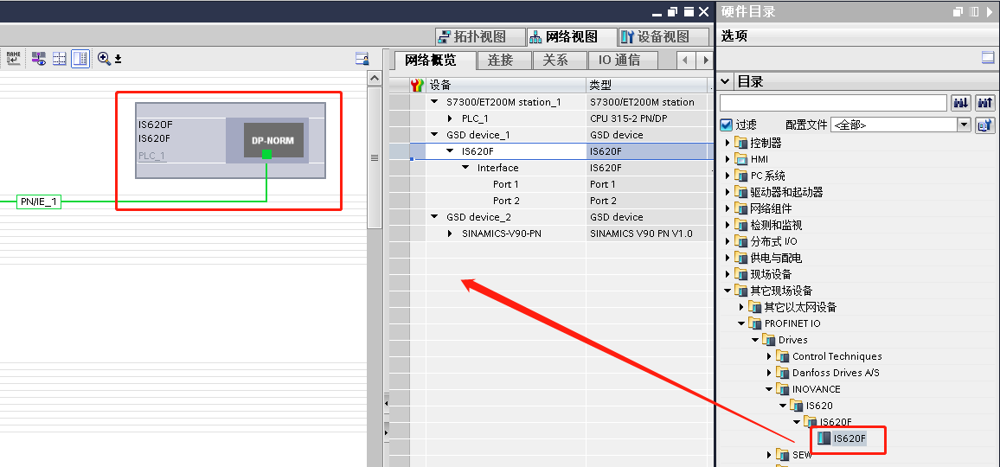 硬件目录
选项
拓扑视图
网络视图
设备视图
网络概览
连接
关系
IO 通信
设备
类型
...
S7300/ET200M station_1
S7300/ET200M station
PLC_1
CPU 315-2 PN/DP
GSD device_1
GSD device
IS620F
IS620F
Interface
IS620F
Port 1
Port 1
Port 2
Port 2
GSD device_2
GSD device
SINAMICS-V90-PN
SINAMICS V90 PN V1.0
NAME
IS620F
IS620F
PLC_1
DP-NORM
PN/IE_1
目录
过滤
配置文件
<全部>
控制器
HMI
PC 系统
驱动器和起动器
网络组件
检测和监视
分布式 I/O
供电与配电
现场设备
其它现场设备
其它以太网设备
PROFINET IO
Drives
Control Techniques
Danfoss Drives A/S
INOVANCE
IS620
IS620F
IS620F
SEW